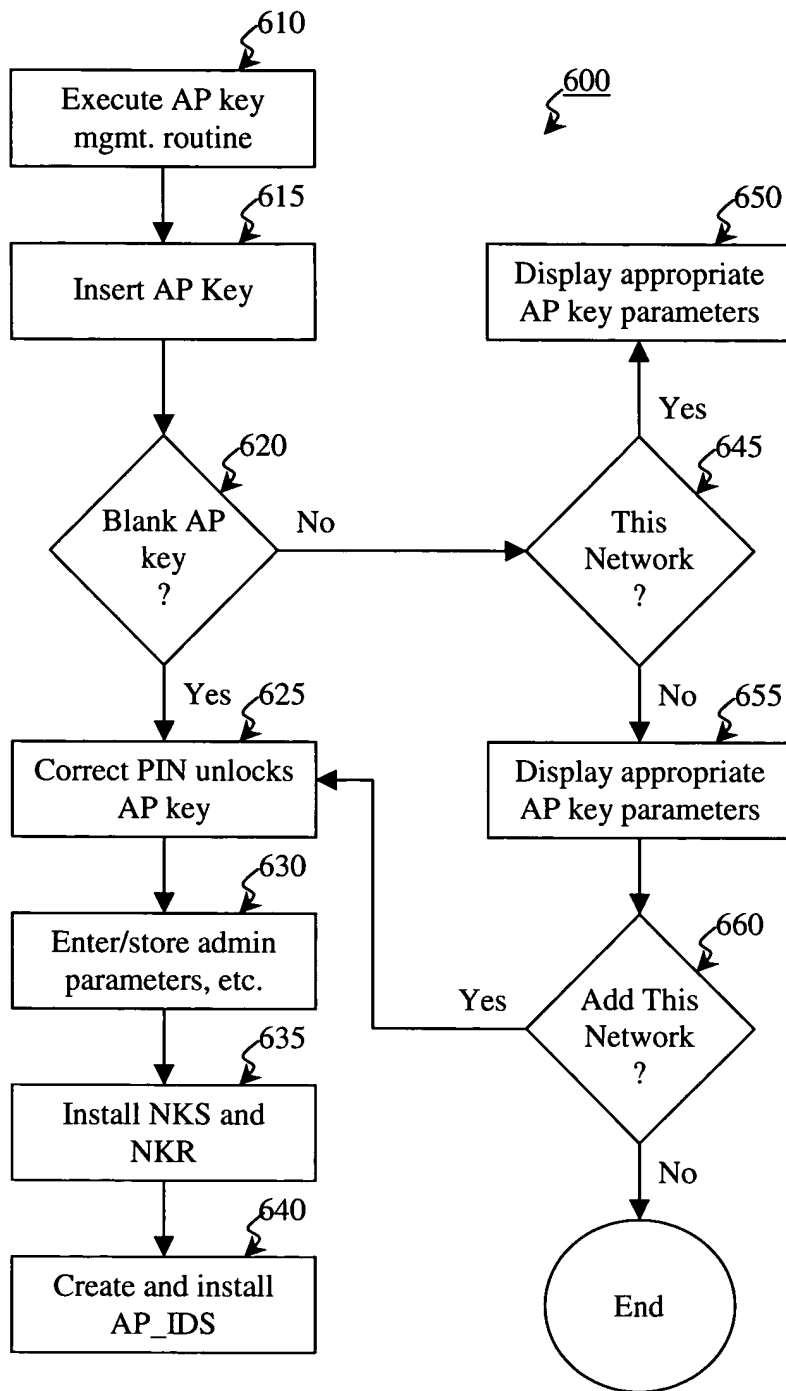 610
Execute AP key
mgmt. routine
600
615
Insert AP Key
650
Display appropriate
AP key parameters
Yes
620
Blank AP
key
?
No
645
This
Network
?
Yes
625
Correct PIN unlocks
AP key
No
655
Display appropriate
AP key parameters
630
Enter/store admin
parameters, etc.
660
Add This
Network
?
Yes
635
Install NKS and
NKR
No
640
Create and install
AP_IDS
End